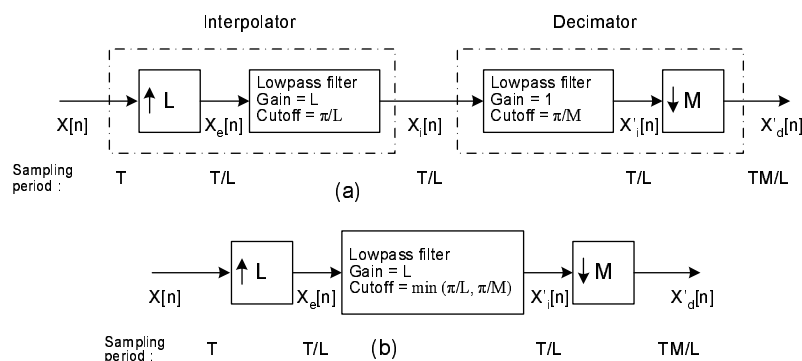 Interpolator Decimator
↑ L
Lowpass filter
Gain = L
Cutoff = π/L
Lowpass filter
Gain = 1
Cutoff = π/M
↓ M
X[n] Xe[n] Xi[n] X'i[n] X'd[n]
Sampling
period : T T/L T/L T/L TM/L
(a)
↑ L
Lowpass filter
Gain = L
Cutoff = min (π/L, π/M)
↓ M
X[n] Xe[n] X'i[n] X'd[n]
Sampling
period : T T/L T/L TM/L
(b)